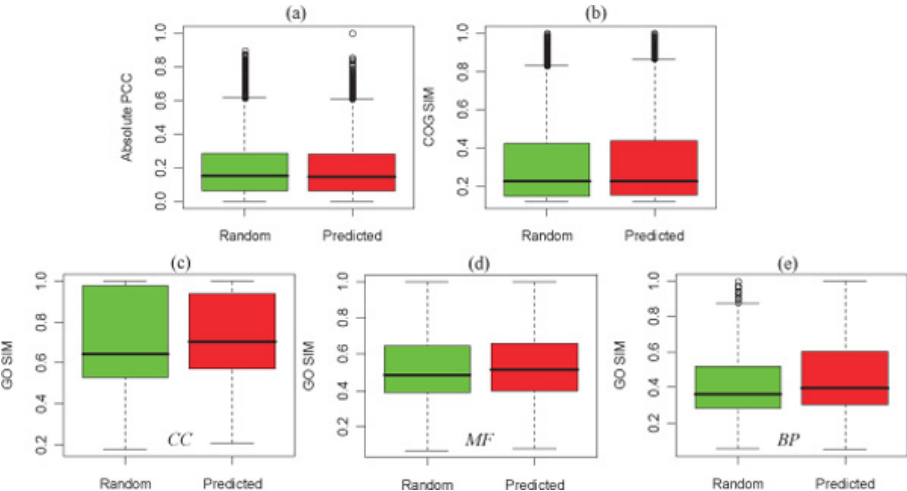 (a)
Absolute PCC
0.0 0.2 0.4 0.6 0.8 1.0
Random Predicted
(b)
COG SIM
0.2 0.4 0.6 0.8 1.0
Random Predicted
(c)
GO SIM
0.2 0.4 0.6 0.8 1.0
CC
Random Predicted
(d)
GO SIM
0.2 0.4 0.6 0.8 1.0
MF
Random Predicted
(e)
GO SIM
0.2 0.4 0.6 0.8 1.0
BP
Random Predicted